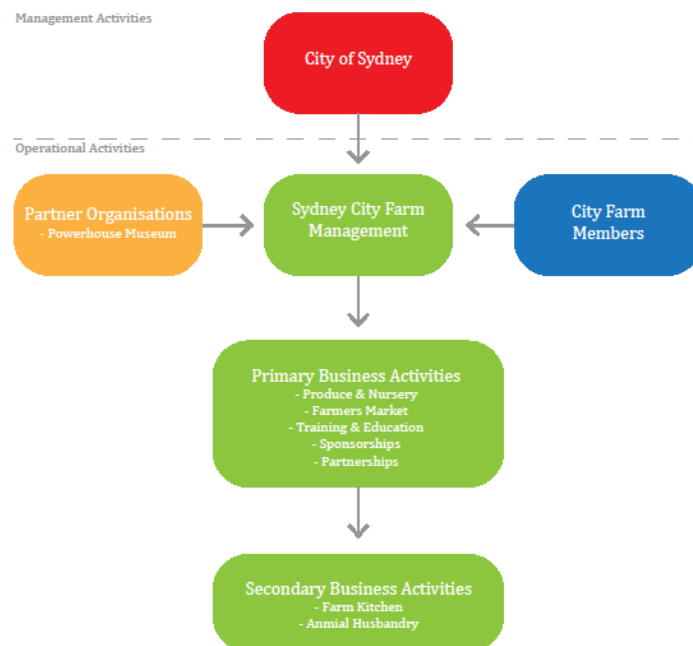 Management Activities
City of Sydney
Operational Activities
Partner Organisations
- Powerhouse Museum
Sydney City Farm
Management
City Farm
Members
Primary Business Activities
- Produce & Nursery
- Farmers Market
- Training & Education
- Sponsorships
- Partnerships
Secondary Business Activities
- Farm Kitchen
- Anmial Husbandry